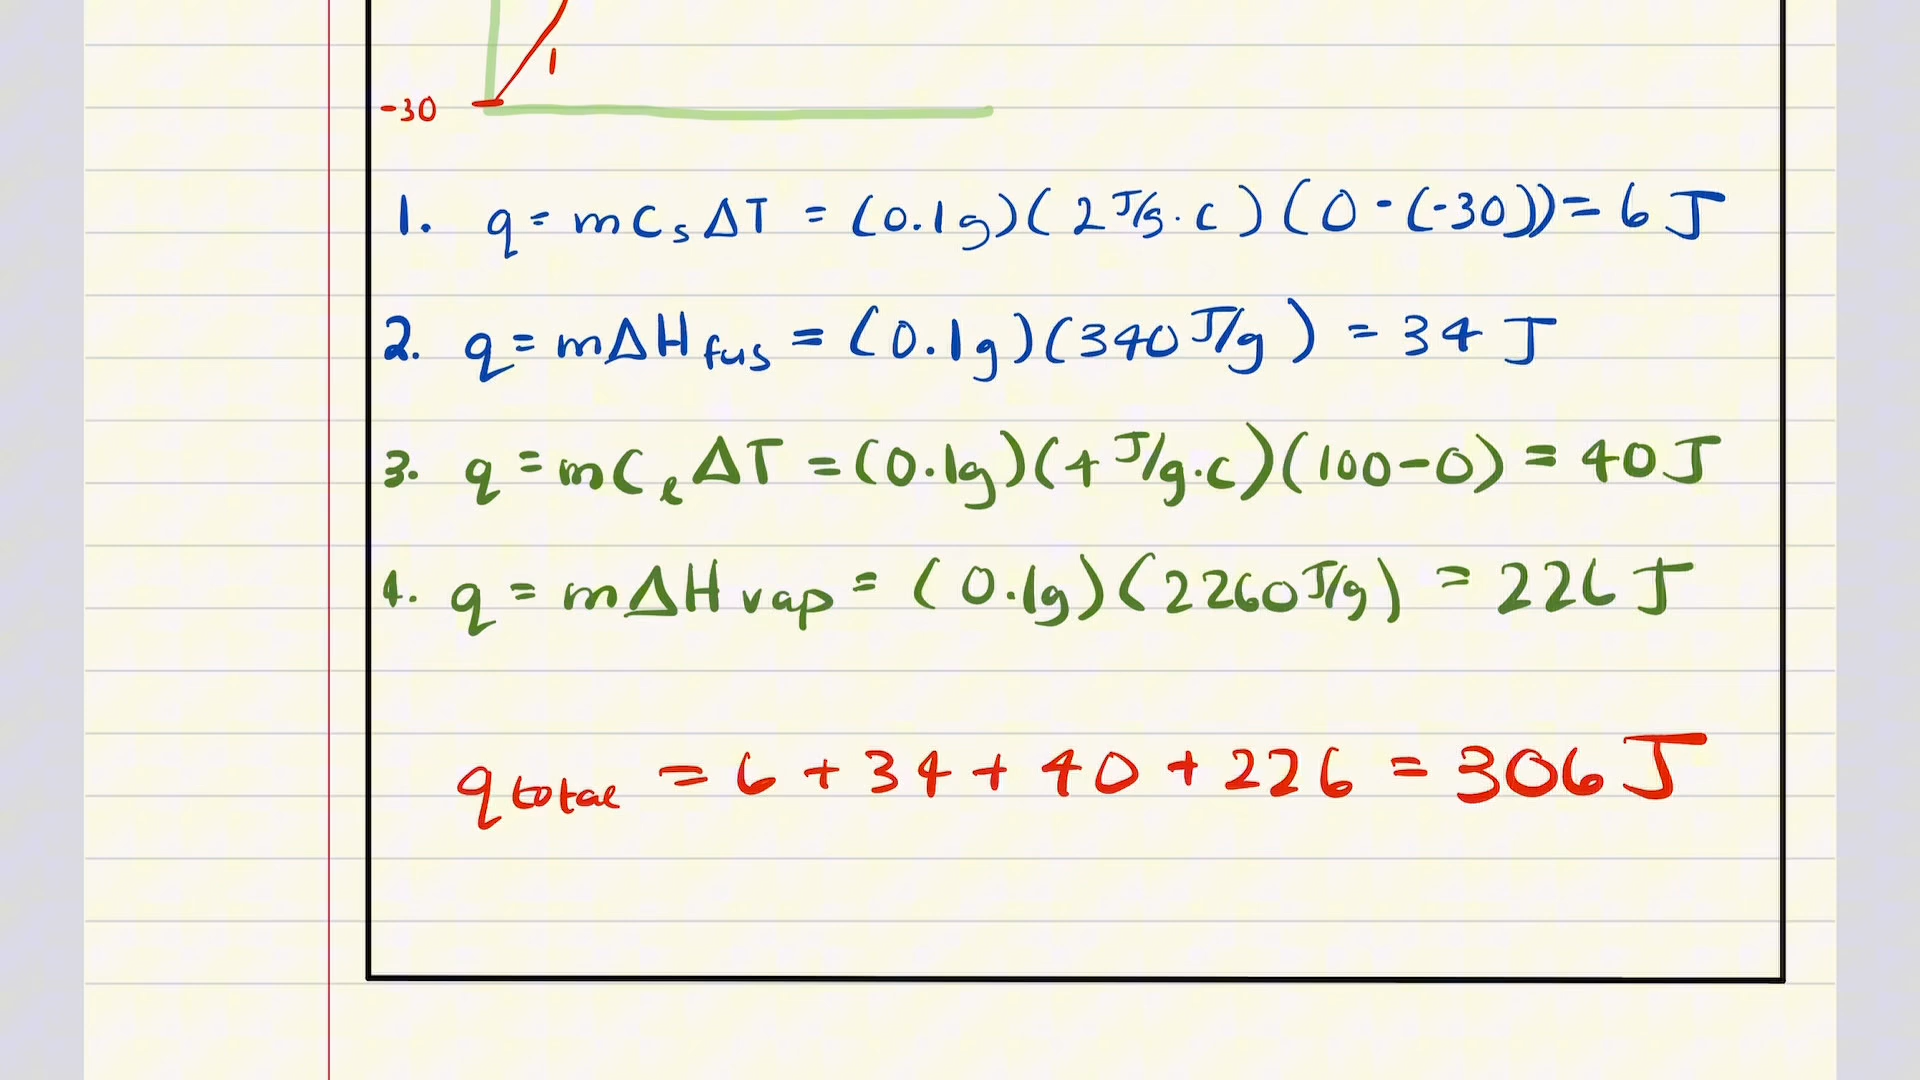 1
-30
1. q = mCsΔT = (0.1g)(2 J/g·c)(0-(-30)) = 6 J
2. q = mΔHfus = (0.1g)(340 J/g) = 34 J
3. q = mCℓΔT = (0.1g)(4 J/g·c)(100-0) = 40 J
4. q = mΔHvap = (0.1g)(2260 J/g) = 226 J
qtotal = 6 + 34 + 40 + 226 = 306 J